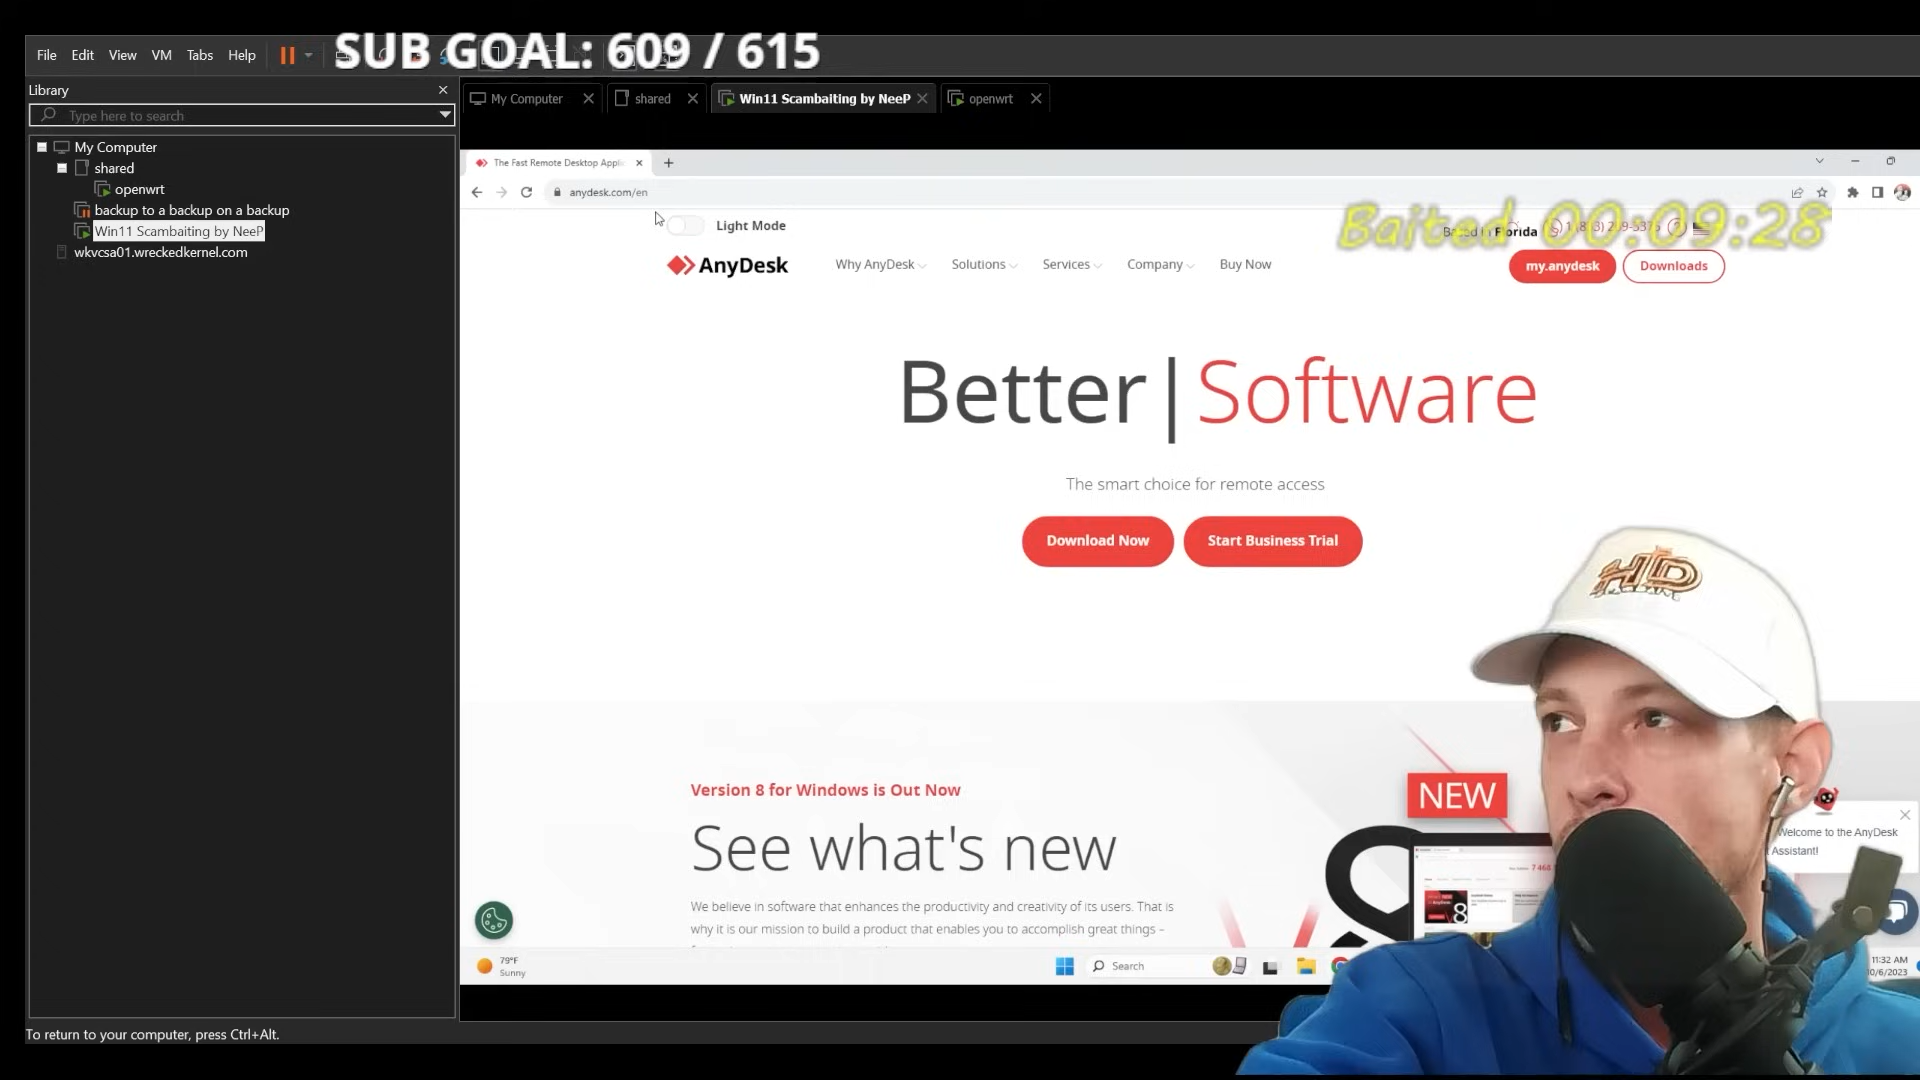 SUB GOAL: 609 / 615
File Edit View VM Tabs Help
Library
Type here to search
My Computer
shared
openwrt
backup to a backup on a backup
Win11 Scambaiting by NeeP
wkvcsa01.wreckedkernel.com
My Computer
shared
Win11 Scambaiting by NeeP
openwrt
The Fast Remote Desktop Appli
anydesk.com/en
Light Mode
Baited 00:09:28
Florida
AnyDesk
Why AnyDesk
Solutions
Services
Company
Buy Now
my.anydesk
Downloads
Better|Software
The smart choice for remote access
Download Now
Start Business Trial
Version 8 for Windows is Out Now
See what's new
We believe in software that enhances the productivity and creativity of its users. That is
why it is our mission to build a product that enables you to accomplish great things –
NEW
8
HD
Welcome to the AnyDesk
Assistant!
79°F
Sunny
Search
11:32 AM
10/6/2023
To return to your computer, press Ctrl+Alt.